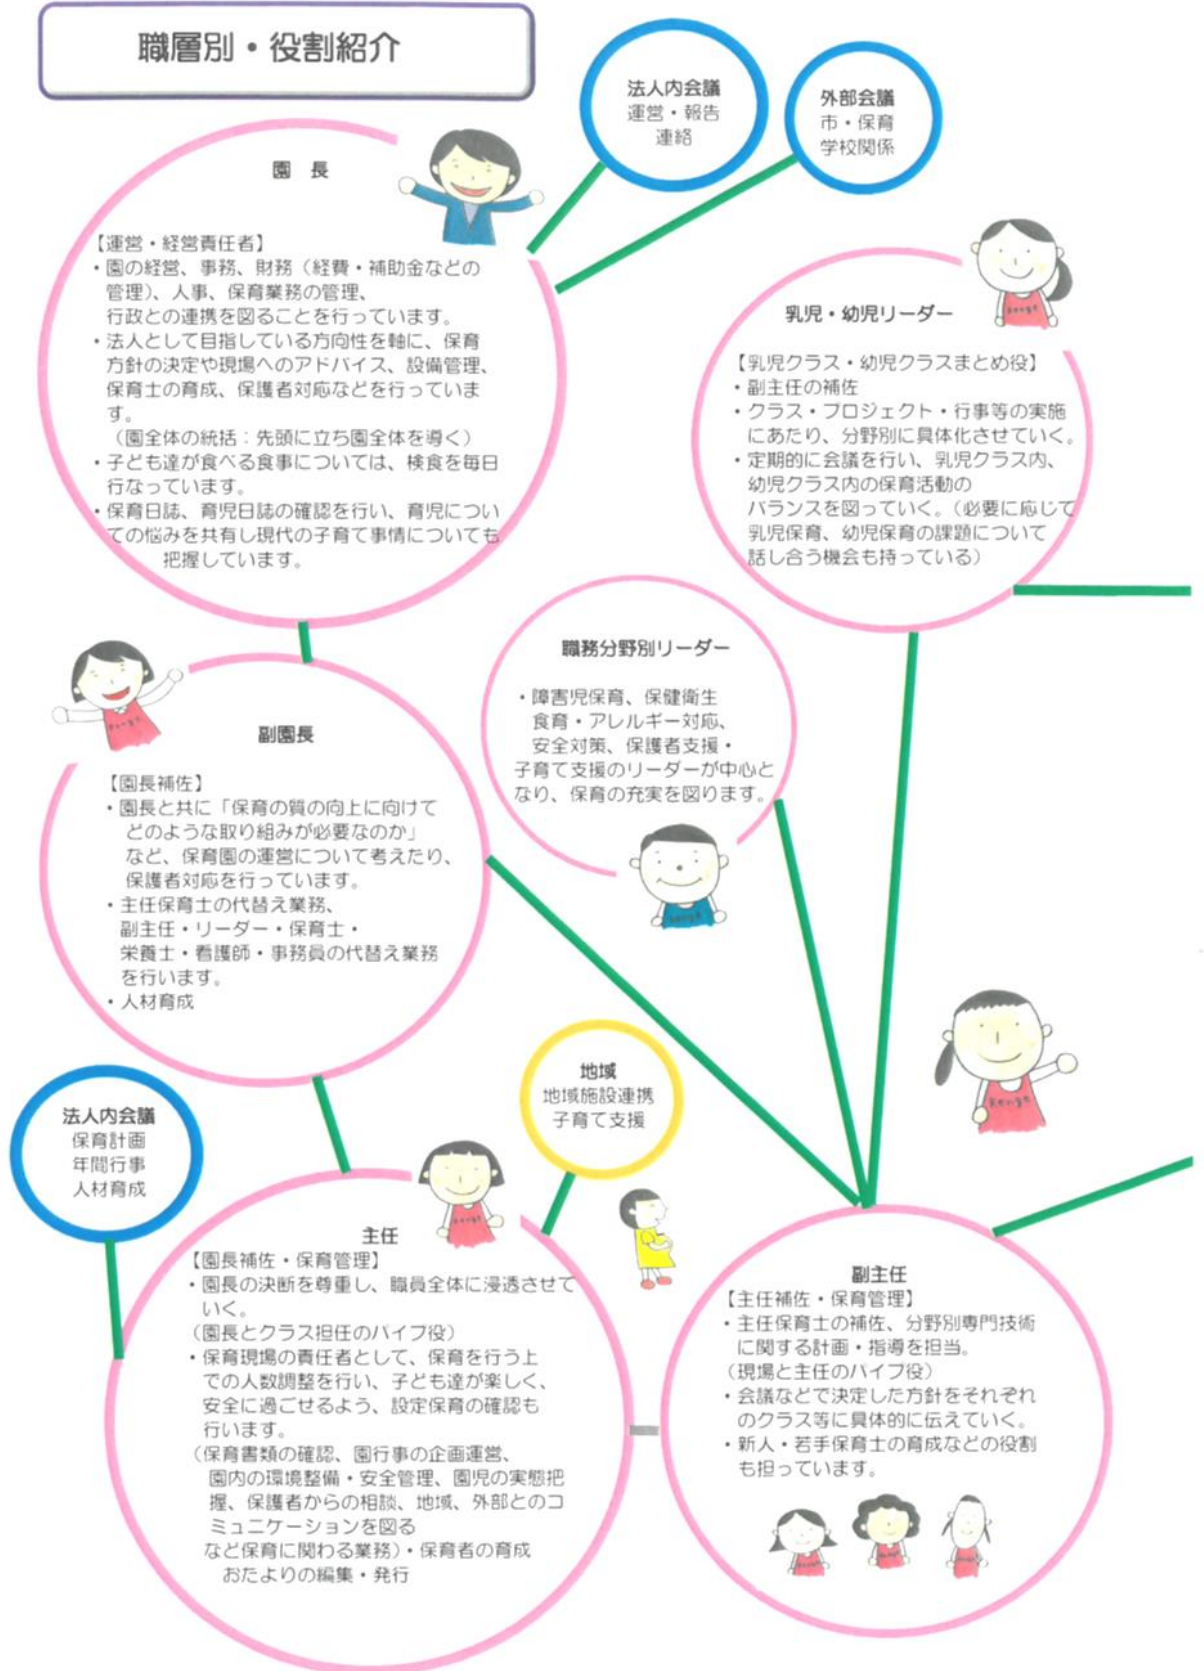 職層別・役割紹介
法人内会議
運営・報告
連絡
外部会議
市・保育
学校関係
園 長
【運営・経営責任者】
・園の経営、事務、財務（経費・補助金などの
管理）、人事、保育業務の管理、
行政との連携を図ることを行っています。
・法人として目指している方向性を軸に、保育
方針の決定や現場へのアドバイス、設備管理、
保育士の育成、保護者対応などを行っていま
す。
（園全体の統括：先頭に立ち園全体を導く）
・子ども達が食べる食事については、検食を毎日
行なっています。
・保育日誌、育児日誌の確認を行い、育児につい
ての悩みを共有し現代の子育て事情についても
把握しています。
乳児・幼児リーダー
【乳児クラス・幼児クラスまとめ役】
・副主任の補佐
・クラス・プロジェクト・行事等の実施
にあたり、分野別に具体化させていく。
・定期的に会議を行い、乳児クラス内、
幼児クラス内の保育活動の
バランスを図っていく。（必要に応じて
乳児保育、幼児保育の課題について
話し合う機会も持っている）
職務分野別リーダー
・障害児保育、保健衛生
食育・アレルギー対応、
安全対策、保護者支援・
子育て支援のリーダーが中心と
なり、保育の充実を図ります。
副園長
【園長補佐】
・園長と共に「保育の質の向上に向けて
どのような取り組みが必要なのか」
など、保育園の運営について考えたり、
保護者対応を行っています。
・主任保育士の代替え業務、
副主任・リーダー・保育士・
栄養士・看護師・事務員の代替え業務
を行います。
・人材育成
地域
地域施設連携
子育て支援
法人内会議
保育計画
年間行事
人材育成
主任
【園長補佐・保育管理】
・園長の決断を尊重し、職員全体に浸透させて
いく。
（園長とクラス担任のパイプ役）
・保育現場の責任者として、保育を行う上
での人数調整を行い、子ども達が楽しく、
安全に過ごせるよう、設定保育の確認も
行います。
（保育書類の確認、園行事の企画運営、
園内の環境整備・安全管理、園児の実態把
握、保護者からの相談、地域、外部とのコ
ミュニケーションを図る
など保育に関わる業務）・保育者の育成
おたよりの編集・発行
副主任
【主任補佐・保育管理】
・主任保育士の補佐、分野別専門技術
に関する計画・指導を担当。
（現場と主任のパイプ役）
・会議などで決定した方針をそれぞれ
のクラス等に具体的に伝えていく。
・新人・若手保育士の育成などの役割
も担っています。